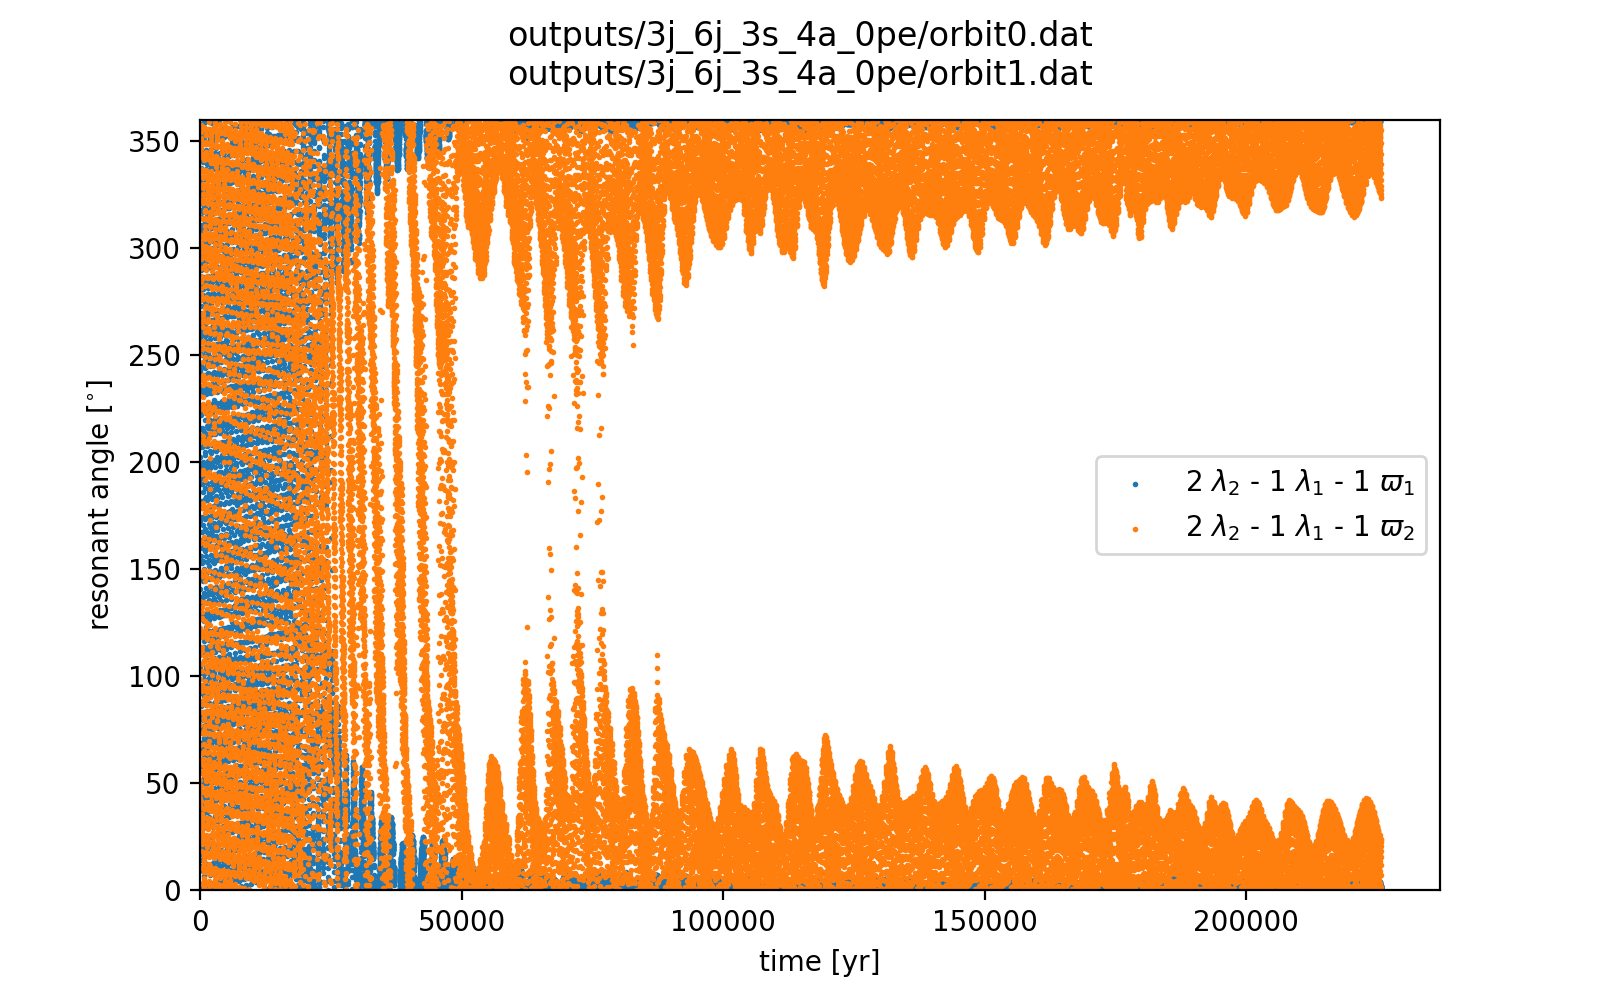 outputs/3j_6j_3s_4a_0pe/orbit0.dat
outputs/3j_6j_3s_4a_0pe/orbit1.dat
350
300
250
200
150
100
50
0
resonant angle [°]
2 λ₂ - 1 λ₁ - 1 ϖ₁
2 λ₂ - 1 λ₁ - 1 ϖ₂
0
50000
100000
150000
200000
time [yr]